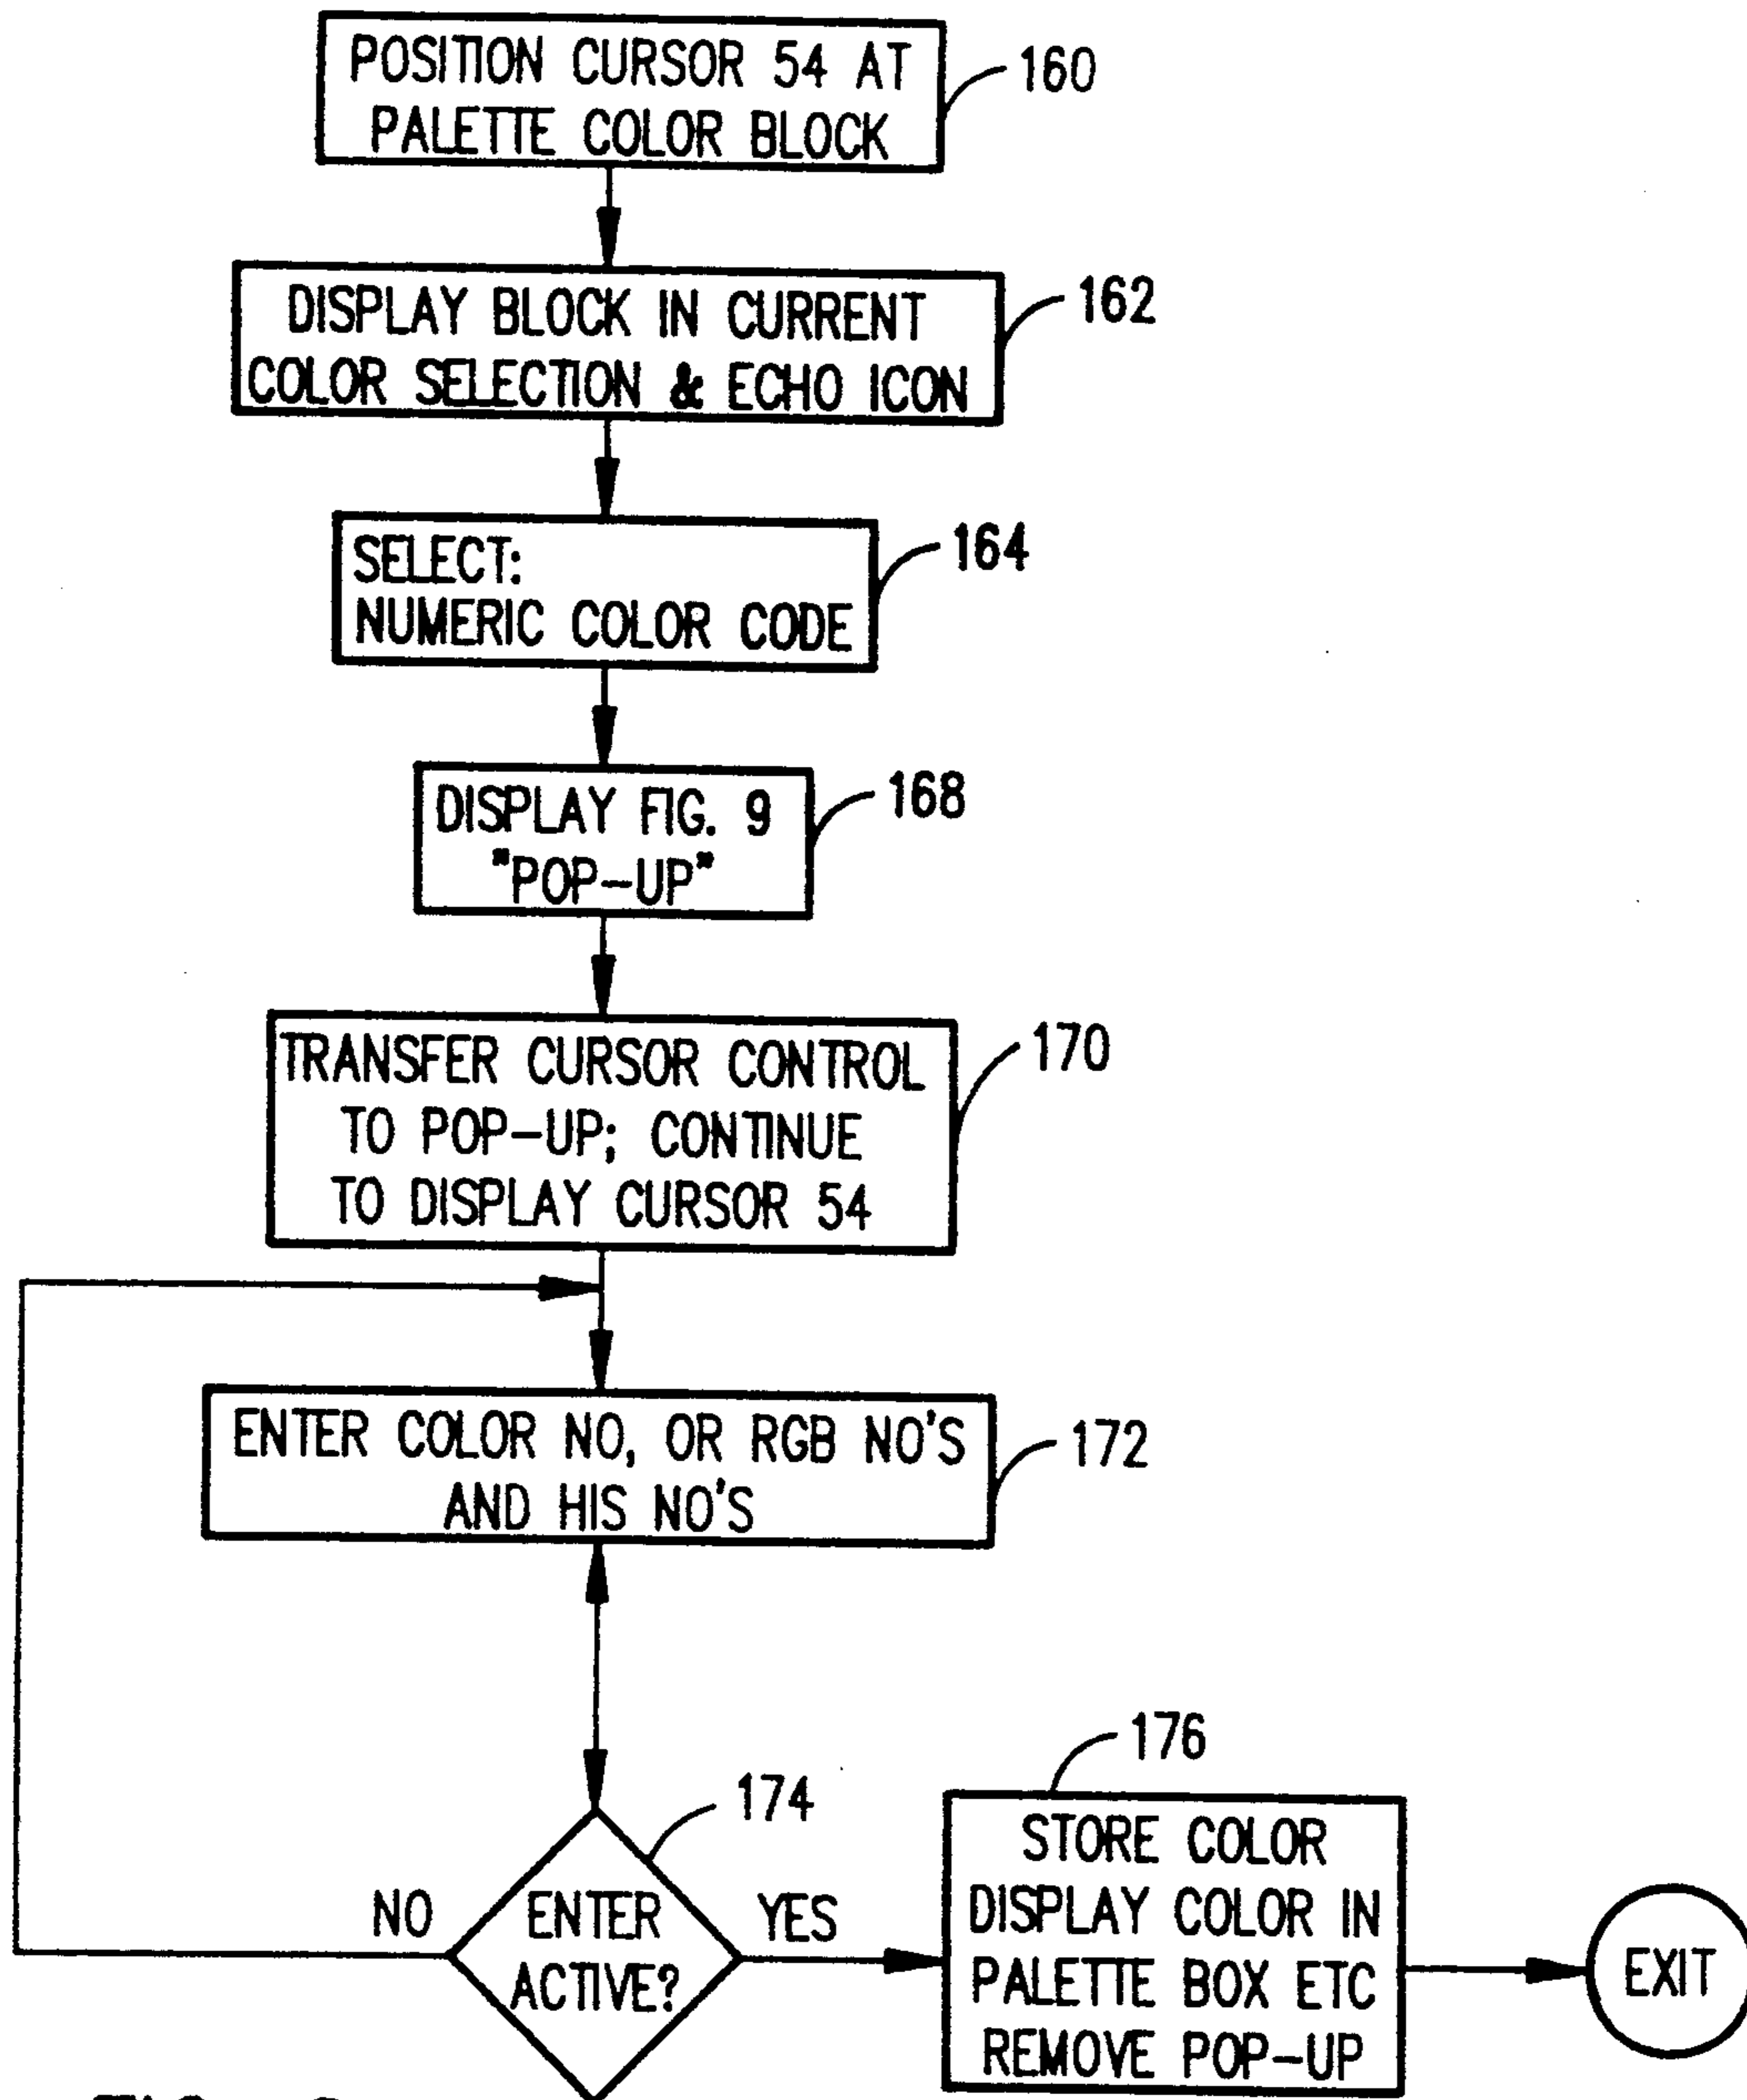 POSITION CURSOR 54 AT
PALETTE COLOR BLOCK
160
DISPLAY BLOCK IN CURRENT
COLOR SELECTION & ECHO ICON
162
SELECT:
NUMERIC COLOR CODE
164
DISPLAY FIG. 9
"POP-UP"
168
TRANSFER CURSOR CONTROL
TO POP-UP; CONTINUE
TO DISPLAY CURSOR 54
170
ENTER COLOR NO, OR RGB NO'S
AND HIS NO'S
172
174
NO
ENTER
ACTIVE?
YES
176
STORE COLOR
DISPLAY COLOR IN
PALETTE BOX ETC
REMOVE POP-UP
EXIT